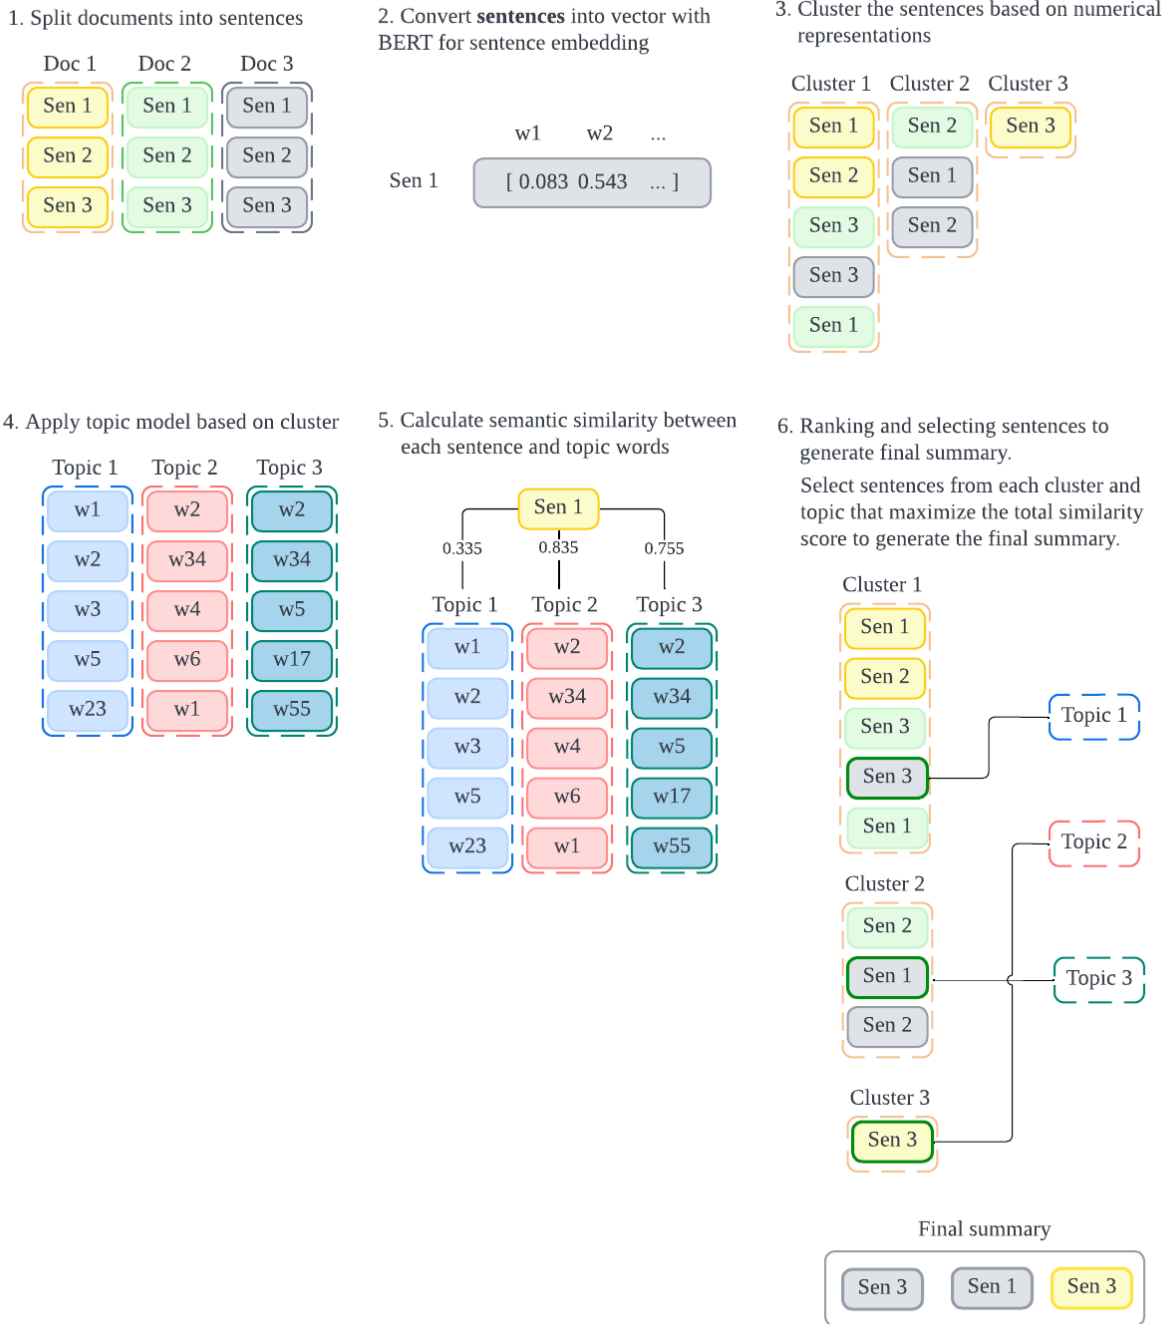 1. Split documents into sentences
Doc 1 Doc 2 Doc 3
Sen 1 Sen 1 Sen 1
Sen 2 Sen 2 Sen 2
Sen 3 Sen 3 Sen 3
2. Convert sentences into vector with
BERT for sentence embedding
w1 w2 ...
Sen 1 [ 0.083 0.543 ... ]
3. Cluster the sentences based on numerical
representations
Cluster 1 Cluster 2 Cluster 3
Sen 1 Sen 2 Sen 3
Sen 2 Sen 1
Sen 3 Sen 2
Sen 3
Sen 1
4. Apply topic model based on cluster
Topic 1 Topic 2 Topic 3
w1 w2 w2
w2 w34 w34
w3 w4 w5
w5 w6 w17
w23 w1 w55
5. Calculate semantic similarity between
each sentence and topic words
Sen 1
0.335 0.835 0.755
Topic 1 Topic 2 Topic 3
w1 w2 w2
w2 w34 w34
w3 w4 w5
w5 w6 w17
w23 w1 w55
6. Ranking and selecting sentences to
generate final summary.
Select sentences from each cluster and
topic that maximize the total similarity
score to generate the final summary.
Cluster 1
Sen 1
Sen 2
Sen 3
Sen 3
Sen 1
Topic 1
Topic 2
Cluster 2
Sen 2
Sen 1
Sen 2
Topic 3
Cluster 3
Sen 3
Final summary
Sen 3 Sen 1 Sen 3